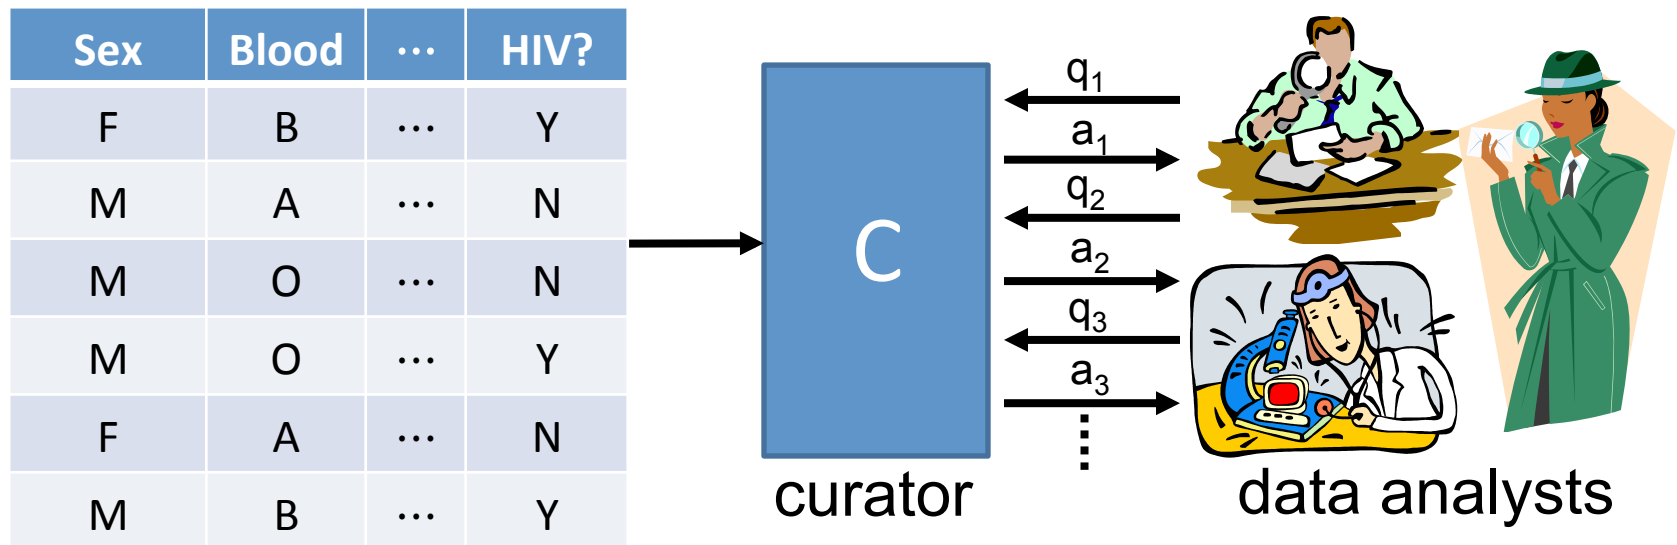 Sex Blood ... HIV?
F B ... Y
M A ... N
M O ... N
M O ... Y
F A ... N
M B ... Y
C
curator
q1
a1
q2
a2
q3
a3
data analysts